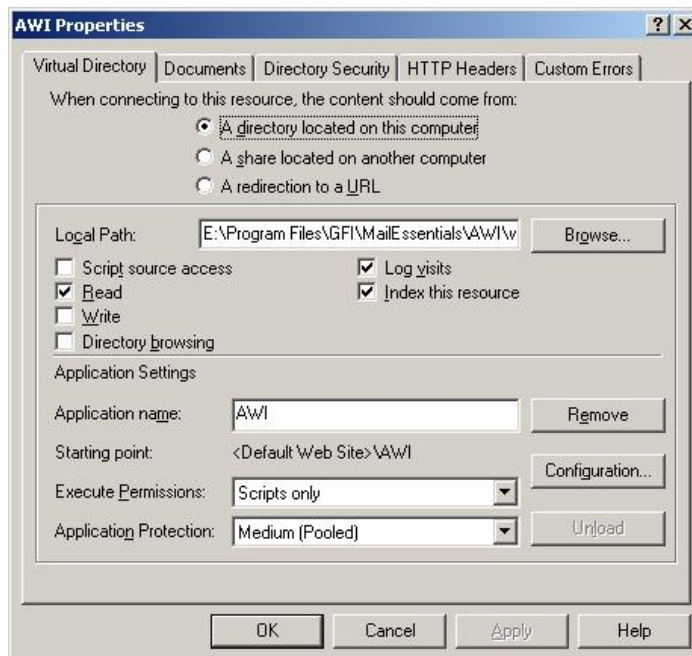 AWI Properties
Virtual Directory Documents Directory Security HTTP Headers Custom Errors
When connecting to this resource, the content should come from:
A directory located on this computer
A share located on another computer
A redirection to a URL
Local Path: E:\Program Files\GFI\MailEssentials\AWI\w Browse...
Script source access Log visits
Read Index this resource
Write
Directory browsing
Application Settings
Application name: AWI Remove
Starting point: <Default Web Site>\AWI
Configuration...
Execute Permissions: Scripts only
Application Protection: Medium (Pooled) Unload
OK Cancel Apply Help